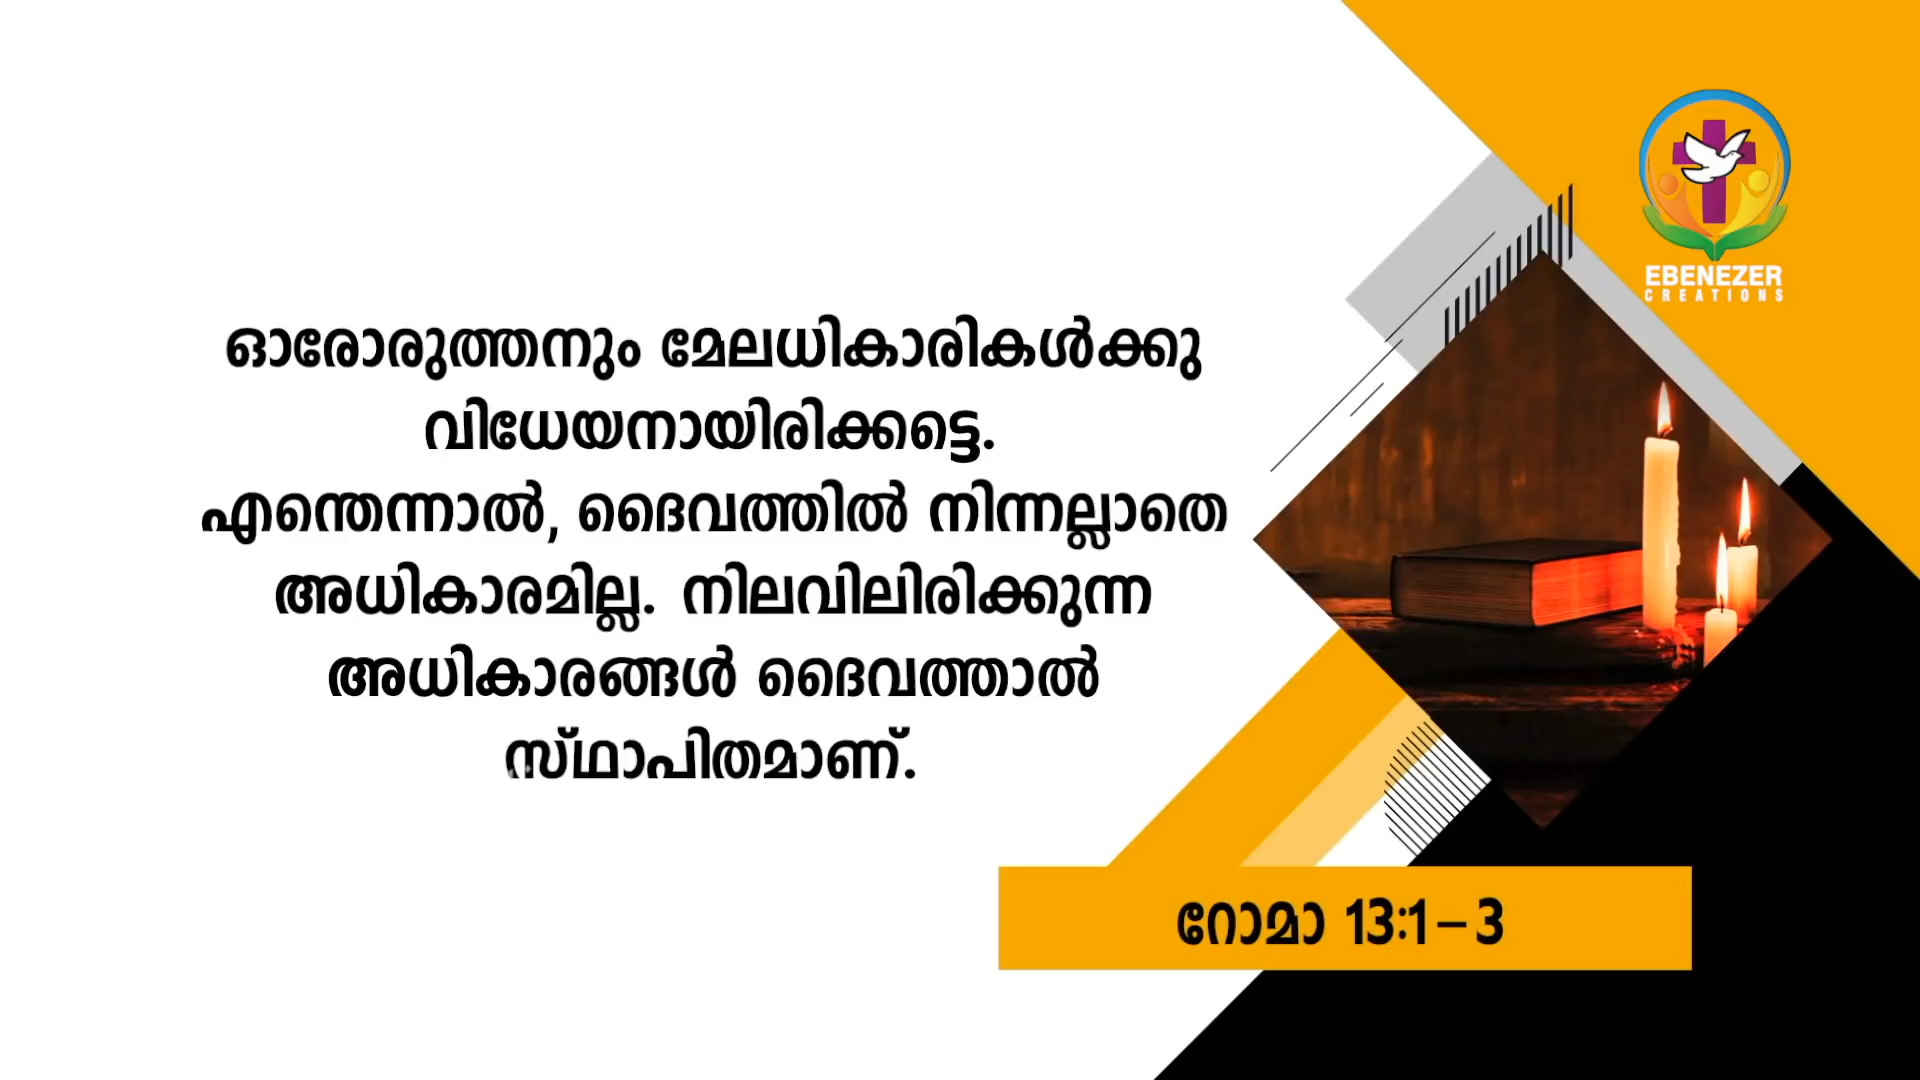 EBENEZER
CREATIONS
ഓരോരുത്തനും മേലധികാരികൾക്കു
വിധേയനായിരിക്കട്ടെ.
എന്തെന്നാൽ, ദൈവത്തിൽ നിന്നല്ലാതെ
അധികാരമില്ല. നിലവിലിരിക്കുന്ന
അധികാരങ്ങൾ ദൈവത്താൽ
സ്ഥാപിതമാണ്.
റോമാ 13:1-3